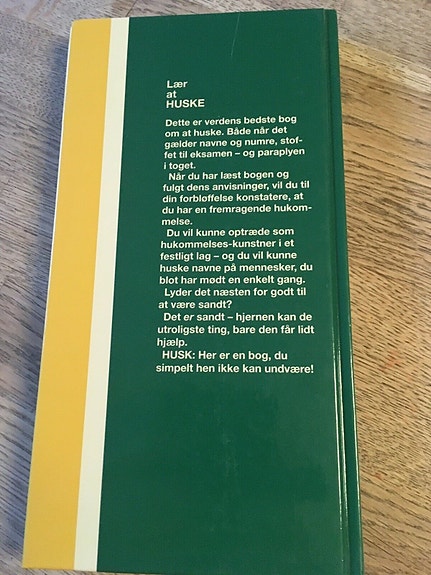 Lær
at
HUSKE
Dette er verdens bedste bog
om at huske. Både når det
gælder navne og numre, stof-
fet til eksamen – og paraplyen
i toget.
Når du har læst bogen og
fulgt dens anvisninger, vil du til
din forbløffelse konstatere, at
du har en fremragende hukom-
melse.
Du vil kunne optræde som
hukommelses-kunstner i et
festligt lag – og du vil kunne
huske navne på mennesker, du
blot har mødt en enkelt gang.
Lyder det næsten for godt til
at være sandt?
Det er sandt – hjernen kan de
utroligste ting, bare den får lidt
hjælp.
HUSK: Her er en bog, du
simpelt hen ikke kan undvære!